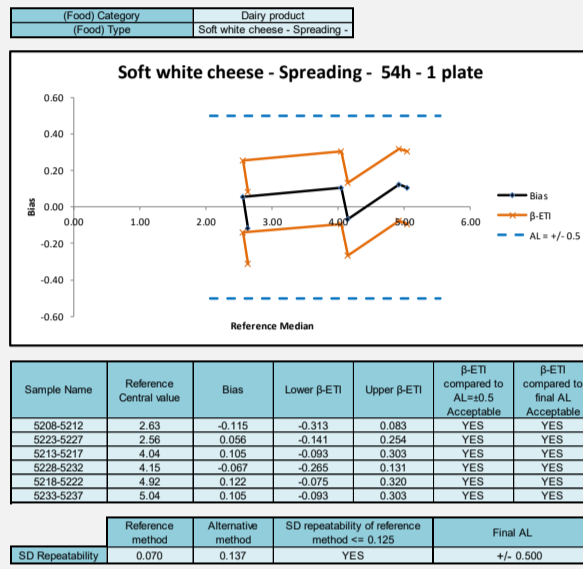 (Food) Category Dairy product
(Food) Type Soft white cheese - Spreading -
Soft white cheese - Spreading - 54h - 1 plate
0.60
0.40
0.20
0.00
-0.20
-0.40
-0.60
0.00 1.00 2.00 3.00 4.00 5.00 6.00
Bias
Reference Median
Bias
β-ETI
AL = +/- 0.5
Sample Name Reference Central value Bias Lower β-ETI Upper β-ETI β-ETI compared to AL=±0.5 Acceptable β-ETI compared to final AL Acceptable
5208-5212 2.63 -0.115 -0.313 0.083 YES YES
5223-5227 2.56 0.056 -0.141 0.254 YES YES
5213-5217 4.04 0.105 -0.093 0.303 YES YES
5228-5232 4.15 -0.067 -0.265 0.131 YES YES
5218-5222 4.92 0.122 -0.075 0.320 YES YES
5233-5237 5.04 0.105 -0.093 0.303 YES YES
Reference method Alternative method SD repeatability of reference method <= 0.125 Final AL
SD Repeatability 0.070 0.137 YES +/- 0.500